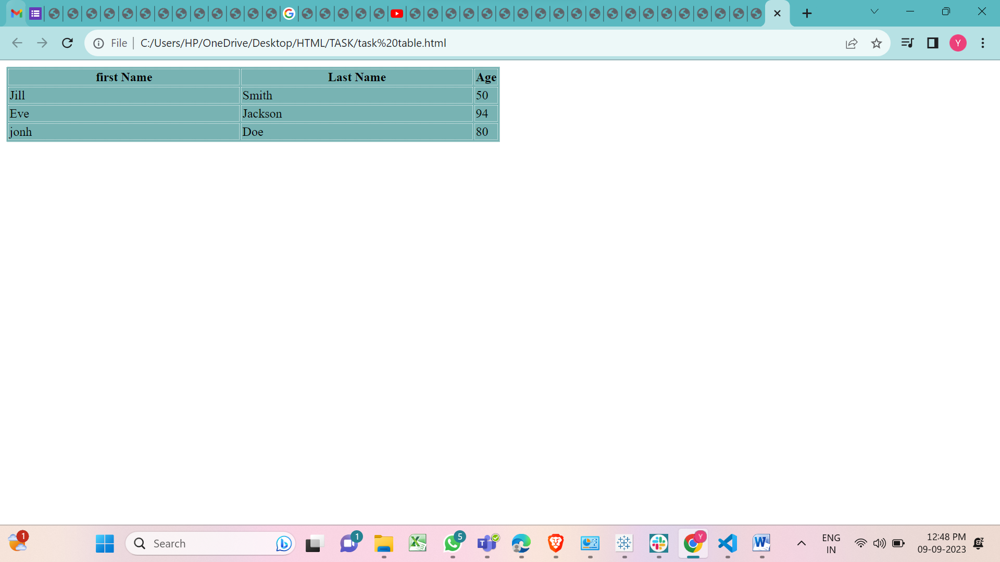 File C:/Users/HP/OneDrive/Desktop/HTML/TASK/task%20table.html
Y
first Name Last Name Age
Jill Smith 50
Eve Jackson 94
jonh Doe 80
1
Search
1
5
T
Y
W
ENG
IN
12:48 PM
09-09-2023